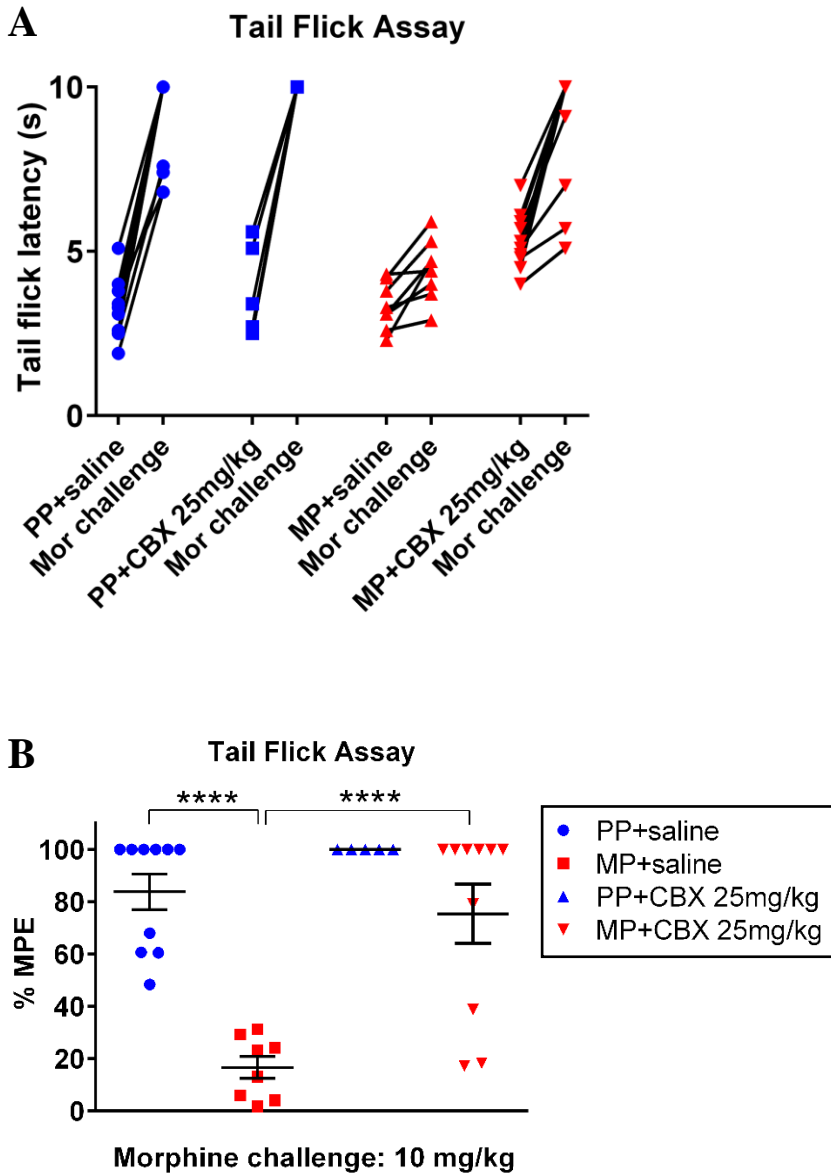 A
Tail Flick Assay
Tail flick latency (s)
10
5
0
PP+saline
Mor challenge
PP+CBX 25mg/kg
Mor challenge
MP+saline
Mor challenge
MP+CBX 25mg/kg
Mor challenge
B
Tail Flick Assay
****
****
% MPE
100
80
60
40
20
0
PP+saline
MP+saline
PP+CBX 25mg/kg
MP+CBX 25mg/kg
Morphine challenge: 10 mg/kg